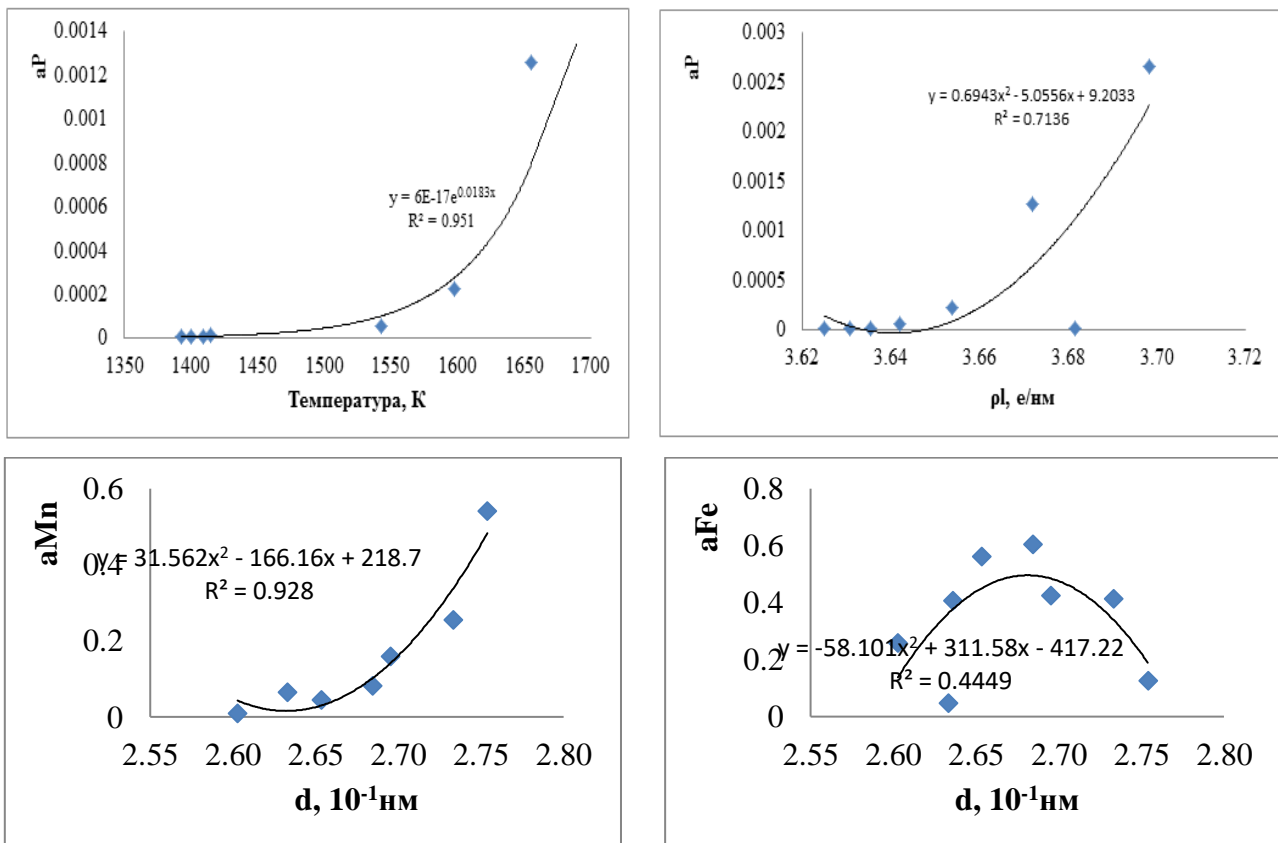 aP
0.0014
0.0012
0.001
0.0008
0.0006
0.0004
0.0002
0
y = 6E-17e^0.0183x
R² = 0.951
1350 1400 1450 1500 1550 1600 1650 1700
Температура, К
aP
0.003
0.0025
0.002
0.0015
0.001
0.0005
0
y = 0.6943x² - 5.0556x + 9.2033
R² = 0.7136
3.62 3.64 3.66 3.68 3.70 3.72
ρl, е/нм
aMn
0.6
0.4
0.2
0
y = 31.562x² - 166.16x + 218.7
R² = 0.928
2.55 2.60 2.65 2.70 2.75 2.80
d, 10⁻¹нм
aFe
0.8
0.6
0.4
0.2
0
y = -58.101x² + 311.58x - 417.22
R² = 0.4449
2.55 2.60 2.65 2.70 2.75 2.80
d, 10⁻¹нм